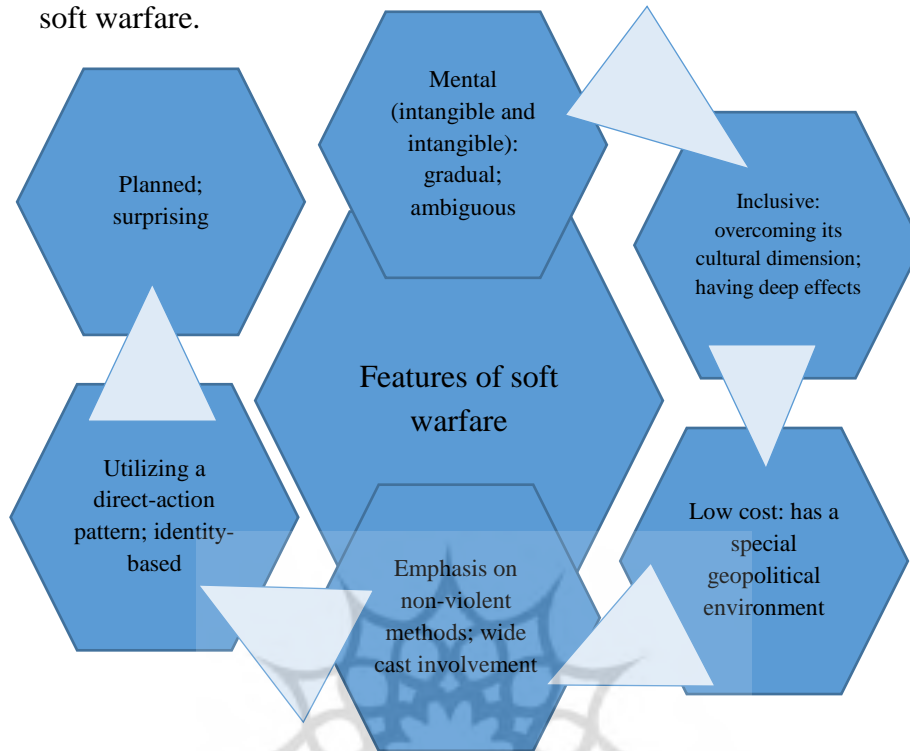 soft warfare.
Mental
(intangible and
intangible):
gradual;
ambiguous
Inclusive:
overcoming its
cultural dimension;
having deep effects
Low cost: has a
special
geopolitical
environment
Emphasis on
non-violent
methods; wide
cast involvement
Utilizing a
direct-action
pattern; identity-
based
Planned;
surprising
Features of soft
warfare